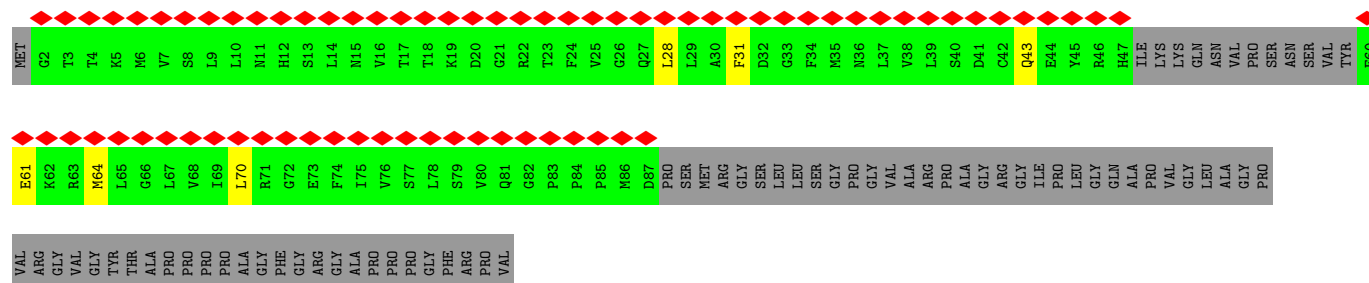 MET G2 T3 T4 K5 M6 V7 S8 L9 L10 N11 H12 S13 L14 N15 V16 T17 T18 K19 D20 G21 R22 T23 F24 V25 G26 Q27 L28 L29 A30 F31 D32 G33 F34 M35 N36 L37 V38 L39 S40 D41 C42 Q43 E44 Y45 R46 H47 ILE LYS LYS GLN ASN VAL PRO SER ASN SER VAL TYR
E61 K62 R63 M64 L65 G66 L67 V68 I69 L70 R71 G72 E73 F74 I75 V76 S77 L78 S79 V80 Q81 G82 P83 P84 P85 M86 D87 PRO SER MET ARG GLY SER LEU LEU SER GLY PRO GLY VAL ALA ARG PRO ALA GLY ARG GLY ILE PRO LEU GLY GLN ALA PRO VAL GLY LEU ALA GLY PRO
VAL ARG GLY VAL GLY TYR THR ALA PRO PRO PRO PRO ALA GLY PHE GLY ARG GLY ALA PRO PRO PRO GLY PHE ARG PRO VAL